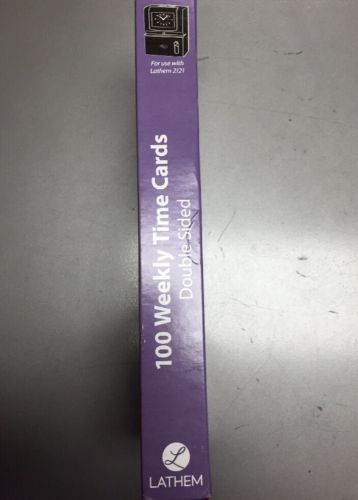 For use with
Lathem 2121
100 Weekly Time Cards
Double Sided
L
LATHEM